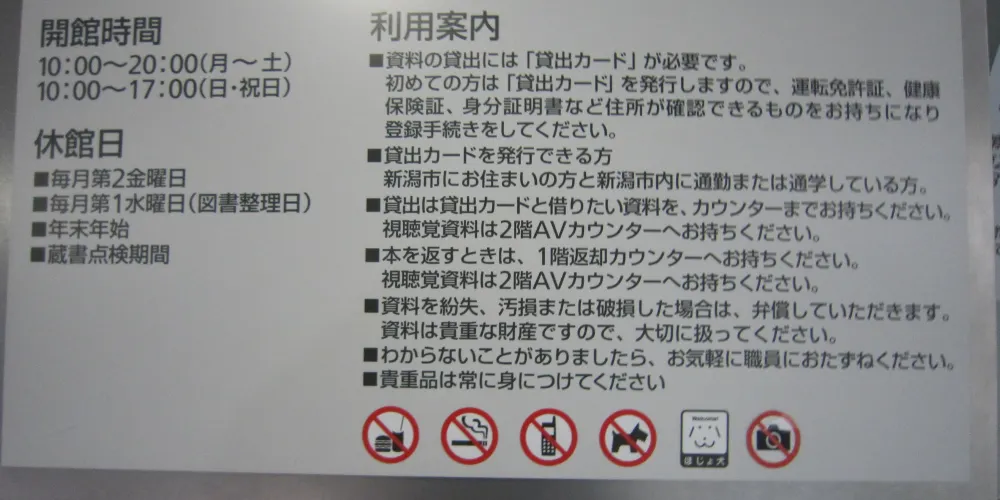 開館時間
10:00～20:00(月～土)
10:00～17:00(日・祝日)
休館日
■毎月第2金曜日
■毎月第1水曜日(図書整理日)
■年末年始
■蔵書点検期間
利用案内
■資料の貸出には「貸出カード」が必要です。
初めての方は「貸出カード」を発行しますので、運転免許証、健康
保険証、身分証明書など住所が確認できるものをお持ちになり
登録手続きをしてください。
■貸出カードを発行できる方
新潟市にお住まいの方と新潟市内に通勤または通学している方。
■貸出は貸出カードと借りたい資料を、カウンターまでお持ちください。
視聴覚資料は2階AVカウンターへお持ちください。
■本を返すときは、1階返却カウンターへお持ちください。
視聴覚資料は2階AVカウンターへお持ちください。
■資料を紛失、汚損または破損した場合は、弁償していただきます。
資料は貴重な財産ですので、大切に扱ってください。
■わからないことがありましたら、お気軽に職員におたずねください。
■貴重品は常に身につけてください
Welcome!
ほじょ犬